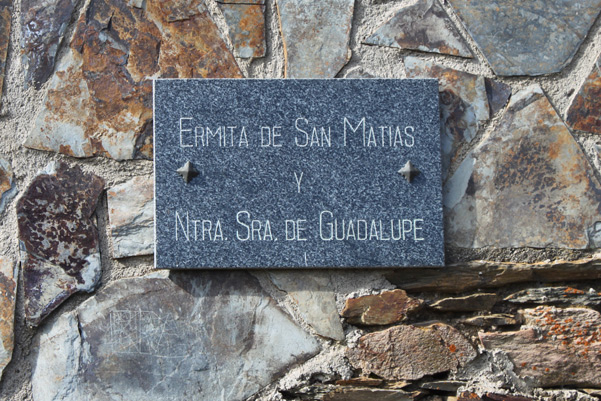 Ermita de San Matias
y
Ntra. Sra. de Guadalupe